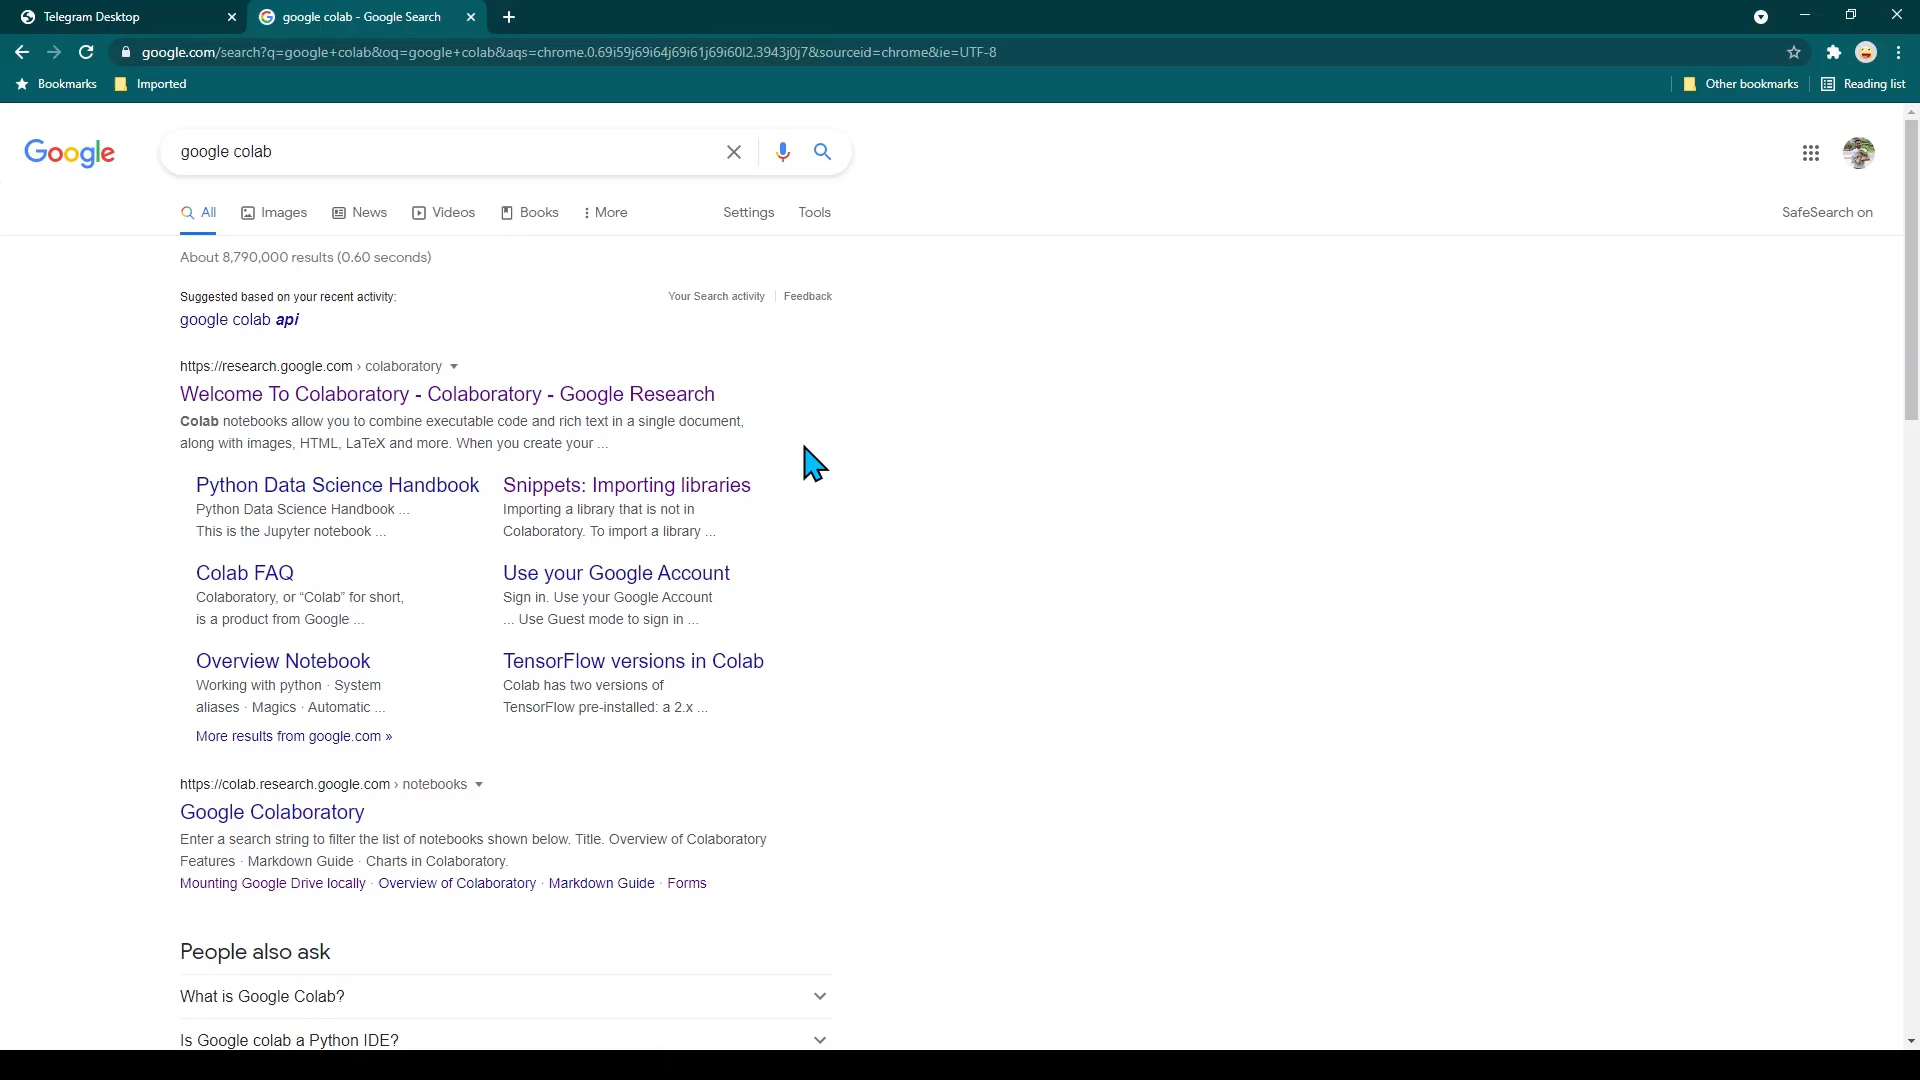 Telegram Desktop
google colab - Google Search
google.com/search?q=google+colab&oq=google+colab&aqs=chrome.0.69i59j69i64j69i61j69i60l2.3943j0j7&sourceid=chrome&ie=UTF-8
Bookmarks
Imported
Other bookmarks
Reading list
Google
google colab
All
Images
News
Videos
Books
More
Settings
Tools
SafeSearch on
About 8,790,000 results (0.60 seconds)
Suggested based on your recent activity:
Your Search activity
Feedback
google colab api
https://research.google.com › colaboratory
Welcome To Colaboratory - Colaboratory - Google Research
Colab notebooks allow you to combine executable code and rich text in a single document,
along with images, HTML, LaTeX and more. When you create your ...
Python Data Science Handbook
Python Data Science Handbook ...
This is the Jupyter notebook ...
Snippets: Importing libraries
Importing a library that is not in
Colaboratory. To import a library ...
Colab FAQ
Colaboratory, or “Colab” for short,
is a product from Google ...
Use your Google Account
Sign in. Use your Google Account
... Use Guest mode to sign in ...
Overview Notebook
Working with python · System
aliases · Magics · Automatic ...
TensorFlow versions in Colab
Colab has two versions of
TensorFlow pre-installed: a 2.x ...
More results from google.com »
https://colab.research.google.com › notebooks
Google Colaboratory
Enter a search string to filter the list of notebooks shown below. Title. Overview of Colaboratory
Features · Markdown Guide · Charts in Colaboratory.
Mounting Google Drive locally · Overview of Colaboratory · Markdown Guide · Forms
People also ask
What is Google Colab?
Is Google colab a Python IDE?